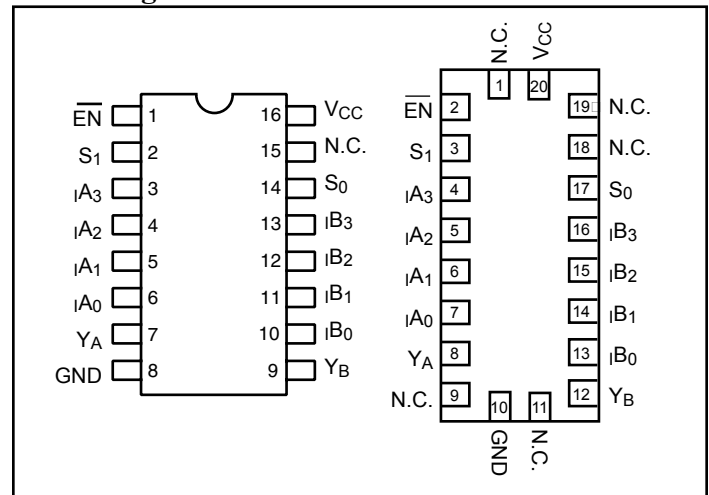 EN 1 16 VCC
S1 2 15 N.C.
IA3 3 14 S0
IA2 4 13 IB3
IA1 5 12 IB2
IA0 6 11 IB1
YA 7 10 IB0
GND 8 9 YB
N.C. VCC
1 20
EN 2 19 N.C.
S1 3 18 N.C.
IA3 4 17 S0
IA2 5 16 IB3
IA1 6 15 IB2
IA0 7 14 IB1
YA 8 13 IB0
N.C. 9 12 YB
10 11
GND N.C.